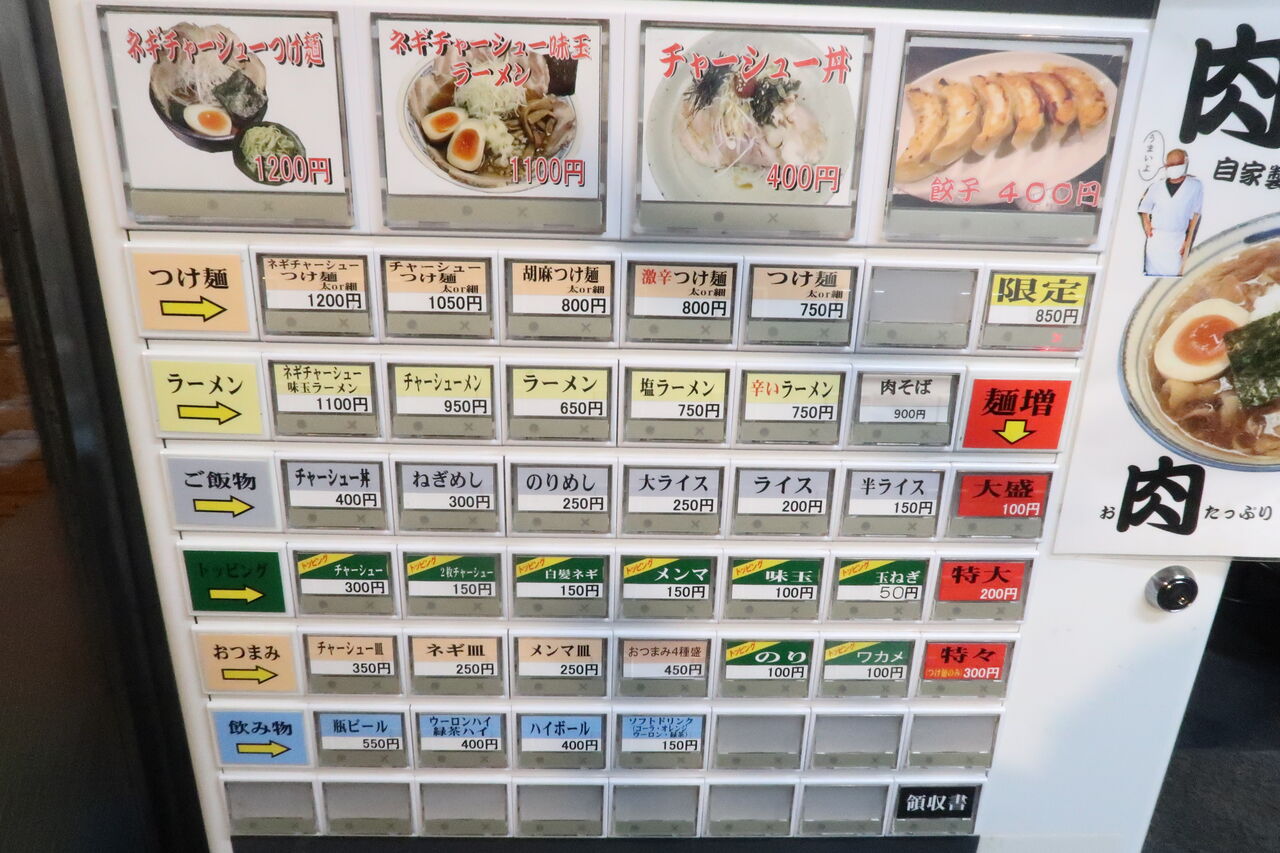 ネギチャーシューつけ麺
1200円
ネギチャーシュー味玉
ラーメン
1100円
チャーシュー丼
400円
餃子 400円
肉
自家製
うまいよ
つけ麺
ネギチャーシュー
つけ麺
太or細
1200円
チャーシュー
つけ麺
太or細
1050円
胡麻つけ麺
太or細
800円
激辛つけ麺
太or細
800円
つけ麺
太or細
750円
限定
850円
ラーメン
ネギチャーシュー
味玉ラーメン
1100円
チャーシューメン
950円
ラーメン
650円
塩ラーメン
750円
辛いラーメン
750円
肉そば
900円
麺増
ご飯物
チャーシュー丼
400円
ねぎめし
300円
のりめし
250円
大ライス
250円
ライス
200円
半ライス
150円
大盛
100円
お肉たっぷり
トッピング
トッピング
チャーシュー
300円
トッピング
2枚チャーシュー
150円
トッピング
白髪ネギ
150円
トッピング
メンマ
150円
トッピング
味玉
100円
トッピング
玉ねぎ
50円
特大
200円
おつまみ
チャーシュー皿
350円
ネギ皿
250円
メンマ皿
250円
おつまみ4種盛
450円
トッピング
のり
100円
トッピング
ワカメ
100円
特々
(つけ麺のみ)300円
飲み物
瓶ビール
550円
ウーロンハイ
緑茶ハイ
400円
ハイボール
400円
ソフトドリンク
(コーラ・オレンジ
ウーロン・緑茶)
150円
領収書